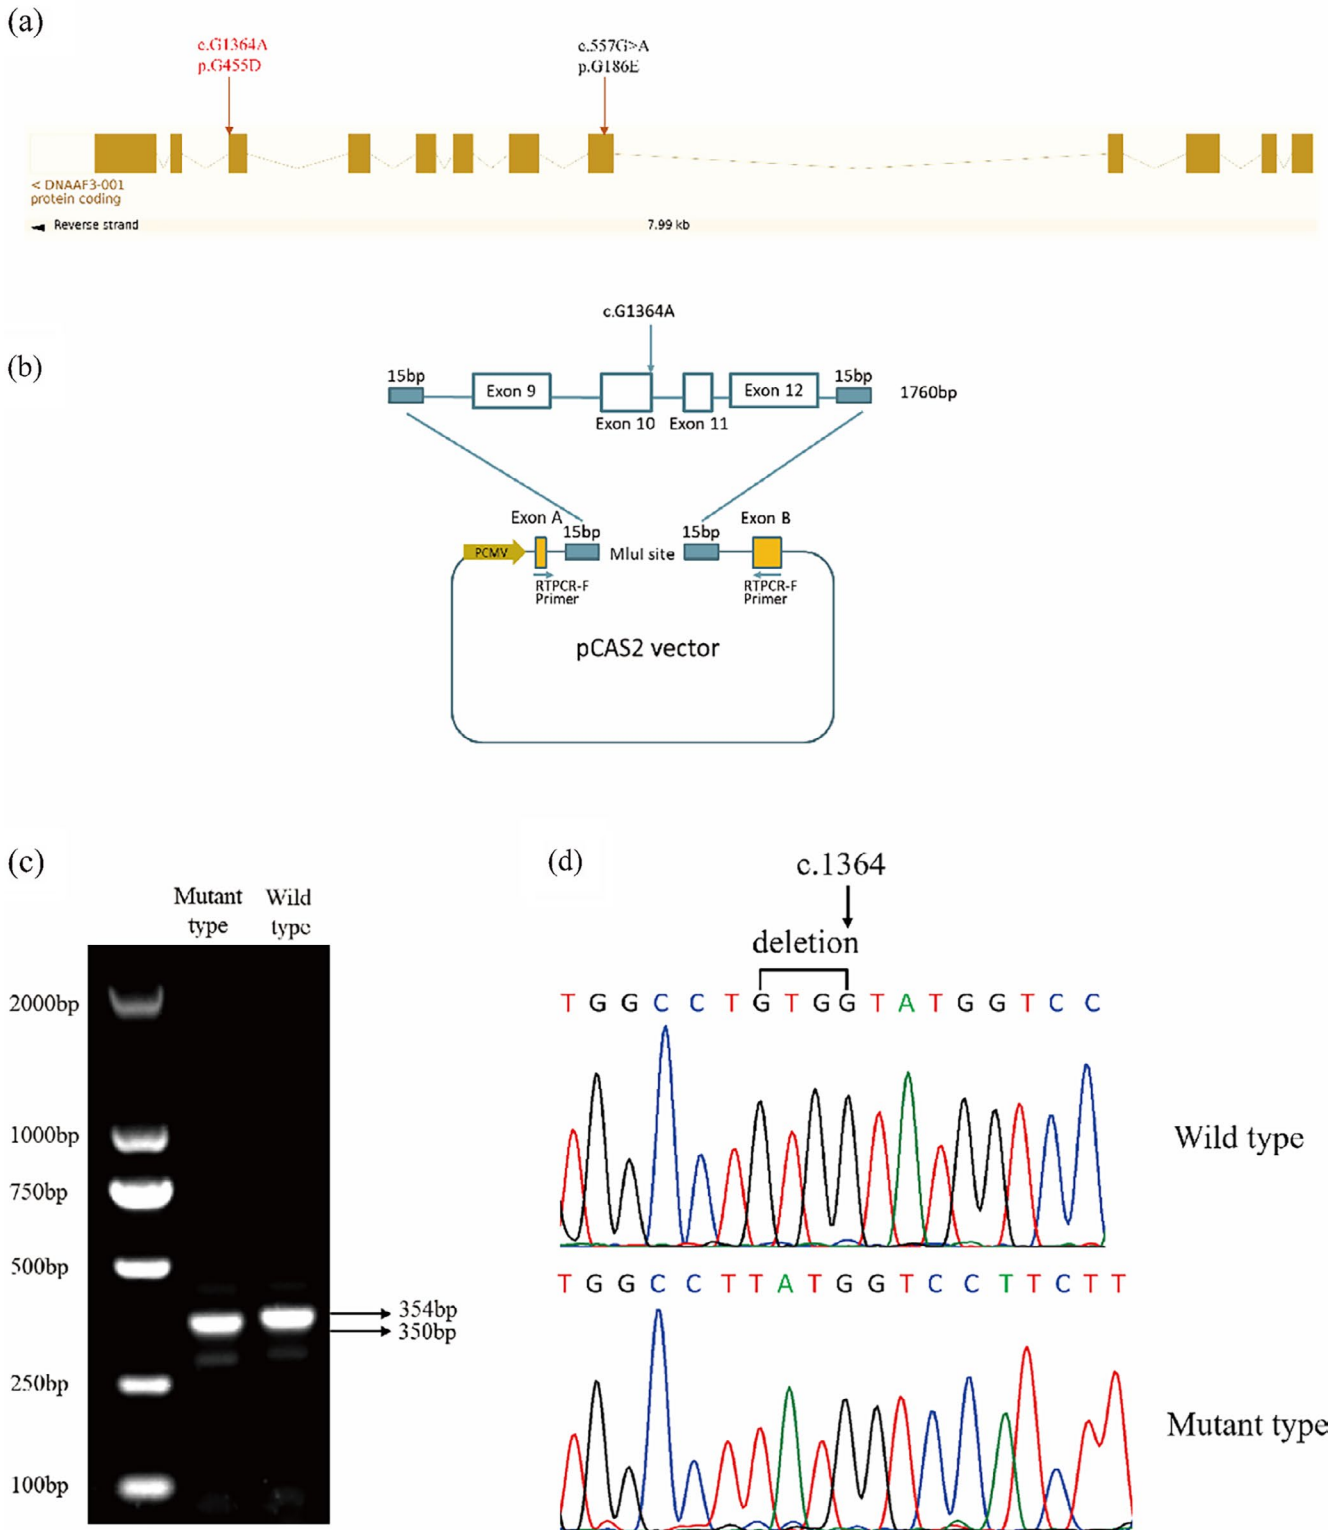 (a)
c.G1364A
p.G455D
c.557G>A
p.G186E
< DNAAF3-001
protein coding
Reverse strand
7.99 kb
(b)
c.G1364A
15bp
Exon 9
Exon 10
Exon 11
Exon 12
15bp
1760bp
Exon A
15bp
MluI site
15bp
Exon B
PCMV
RTPCR-F
Primer
RTPCR-F
Primer
pCAS2 vector
(c)
Mutant
type
Wild
type
2000bp
1000bp
750bp
500bp
250bp
100bp
354bp
350bp
(d)
c.1364
deletion
T G G C C T G T G G T A T G G T C C
Wild type
T G G C C T T A T G G T C C T T C T T
Mutant type